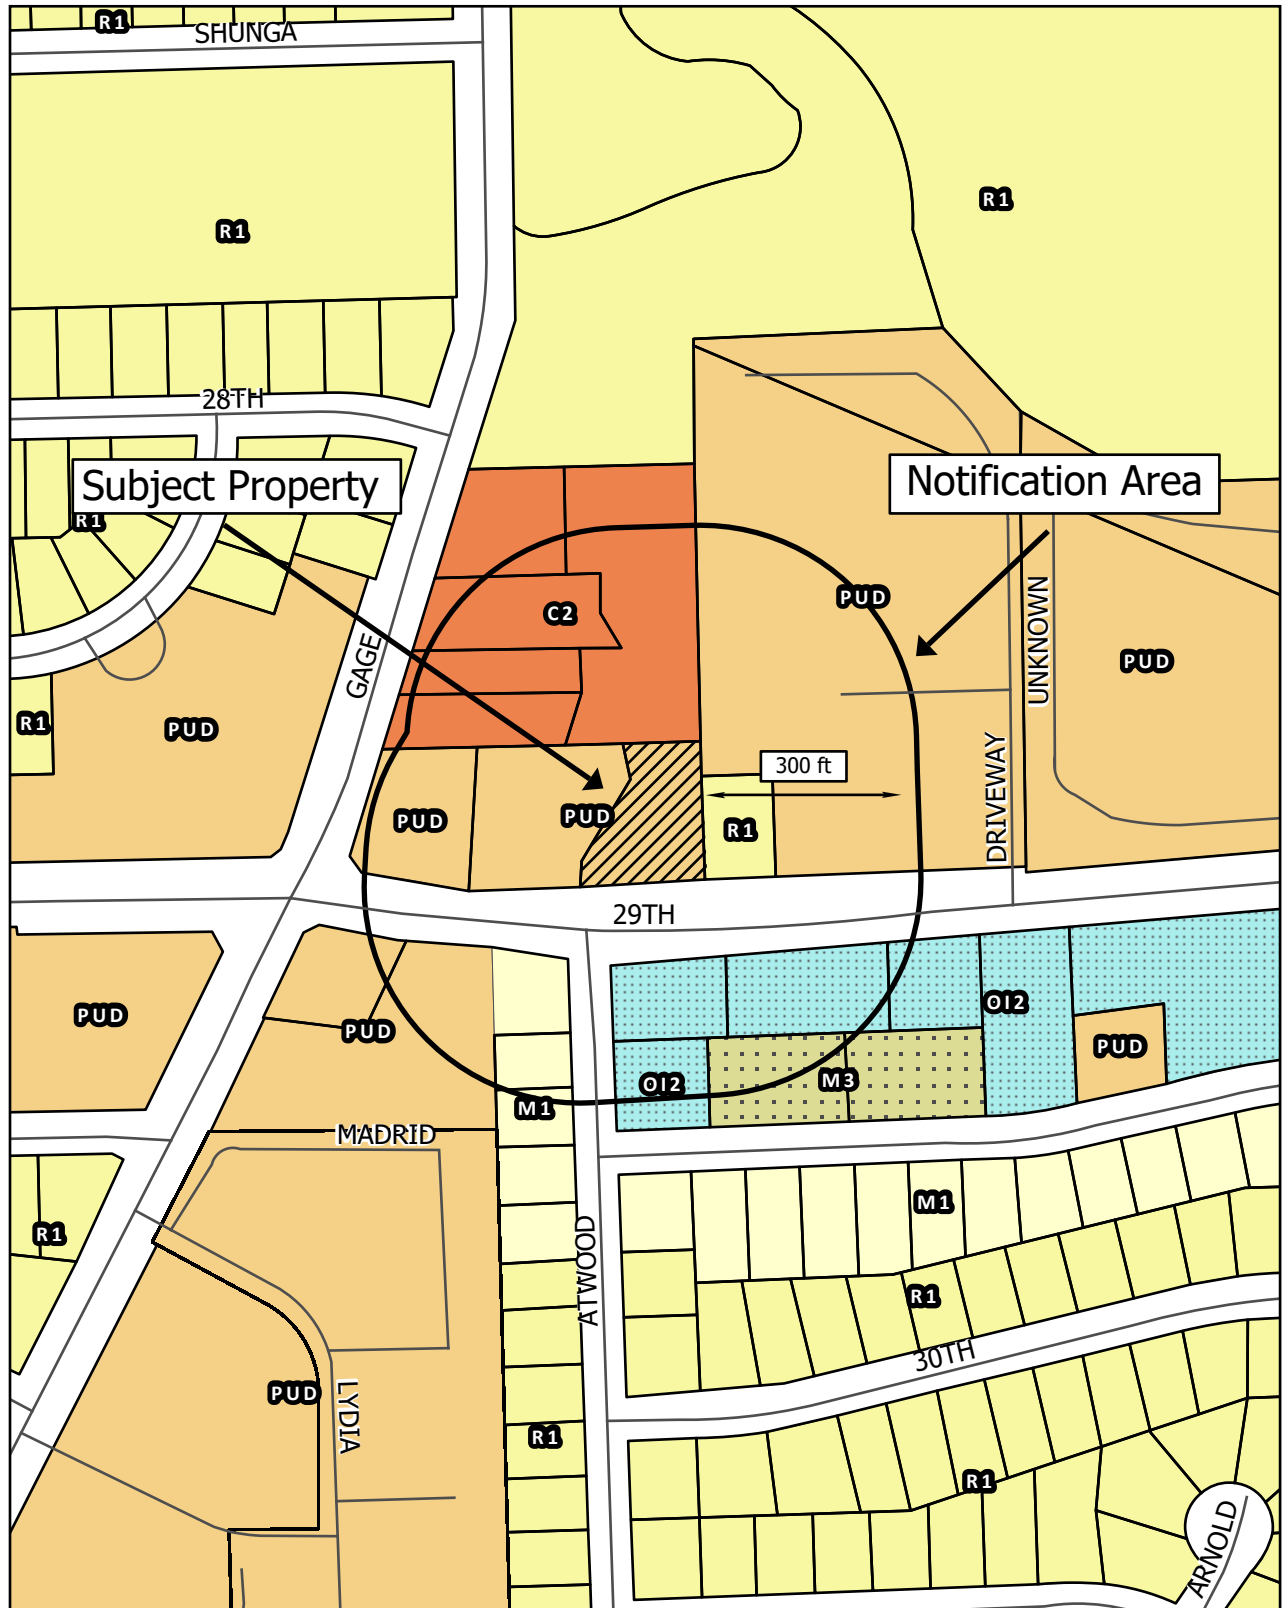 R1
SHUNGA
R1
R1
28TH
Subject Property
Notification Area
R1
PUD
C2
UNKNOWN
GAGE
PUD
R1
PUD
300 ft
DRIVEWAY
PUD
PUD
R1
29TH
PUD
OI2
PUD
PUD
M3
OI2
M1
MADRID
M1
R1
ATWOOD
R1
30TH
PUD
LYDIA
R1
R1
ARNOLD